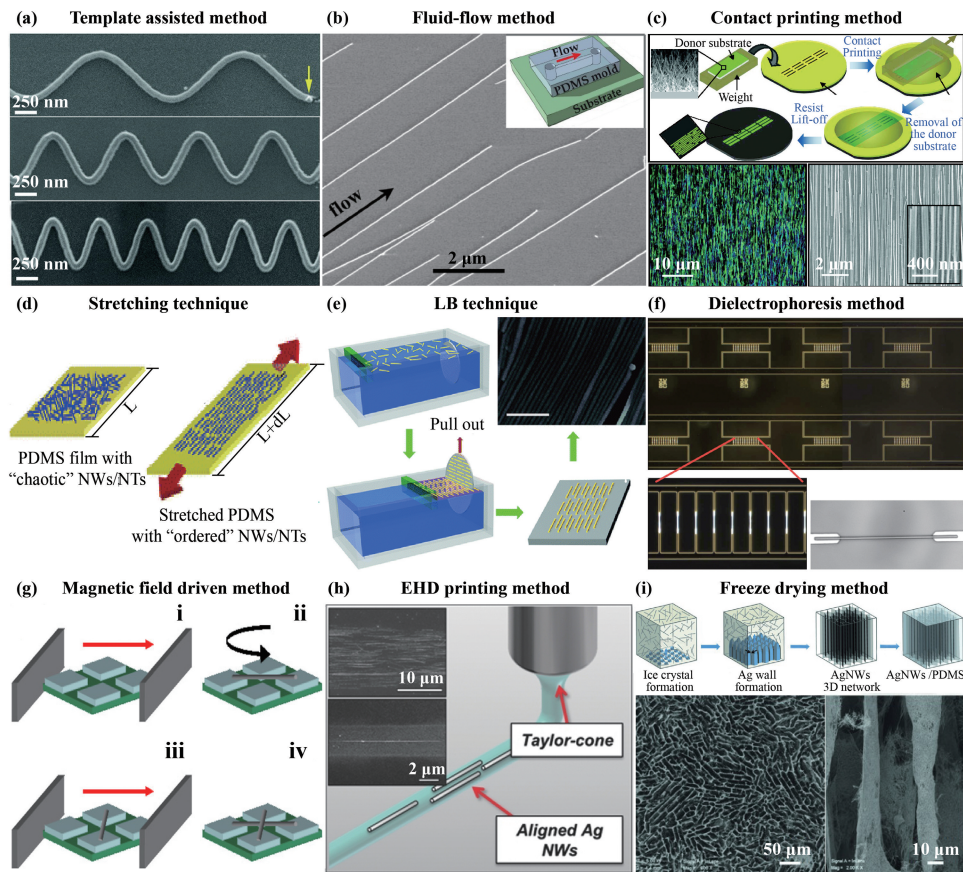 (a) Template assisted method
250 nm
250 nm
250 nm
(b) Fluid-flow method
Flow
PDMS mold
Substrate
flow
2 μm
(c) Contact printing method
Donor substrate
Weight
Contact
Printing
Resist
Lift-off
Removal of
the donor
substrate
10 μm
2 μm
400 nm
(d) Stretching technique
L
L+dL
PDMS film with
“chaotic” NWs/NTs
Stretched PDMS
with “ordered” NWs/NTs
(e) LB technique
Pull out
(f) Dielectrophoresis method
(g) Magnetic field driven method
i
ii
iii
iv
(h) EHD printing method
10 μm
2 μm
Taylor-cone
Aligned Ag
NWs
(i) Freeze drying method
Ice crystal
formation
Ag wall
formation
AgNWs
3D network
AgNWs /PDMS
50 μm
10 μm